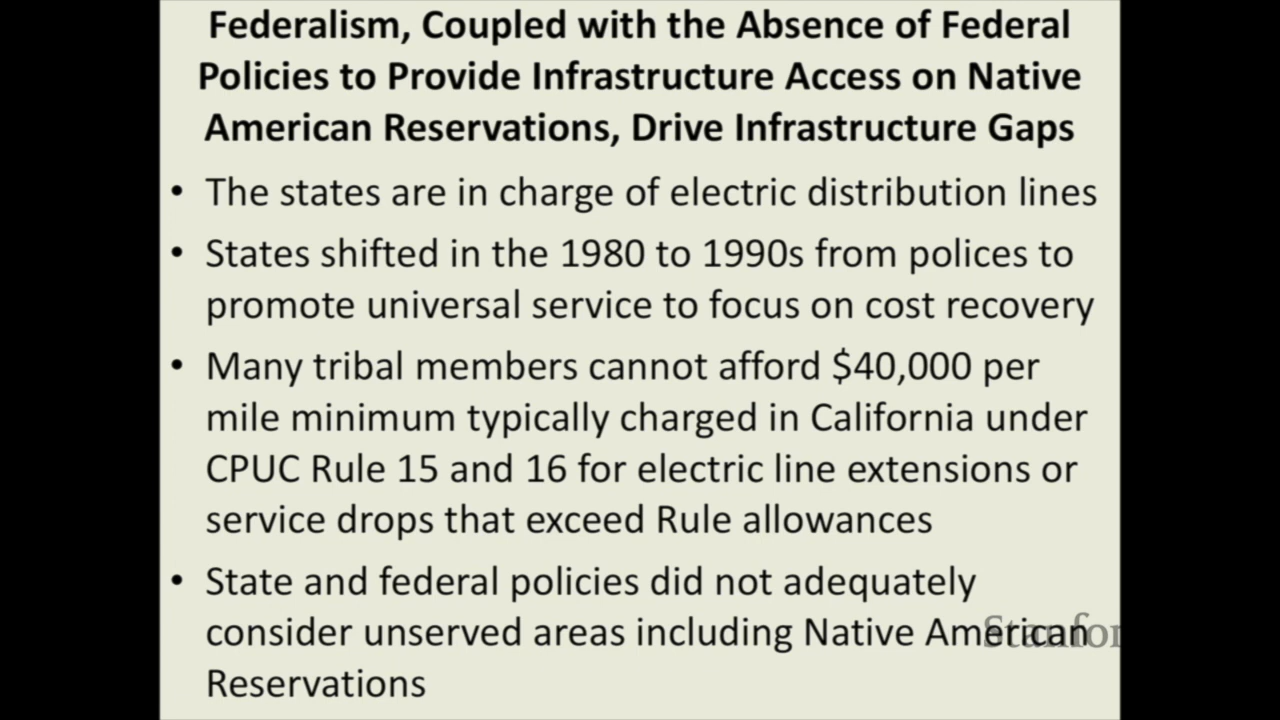 Federalism, Coupled with the Absence of Federal
Policies to Provide Infrastructure Access on Native
American Reservations, Drive Infrastructure Gaps
• The states are in charge of electric distribution lines
• States shifted in the 1980 to 1990s from polices to
promote universal service to focus on cost recovery
• Many tribal members cannot afford $40,000 per
mile minimum typically charged in California under
CPUC Rule 15 and 16 for electric line extensions or
service drops that exceed Rule allowances
• State and federal policies did not adequately
consider unserved areas including Native American
Reservations
Stanfor